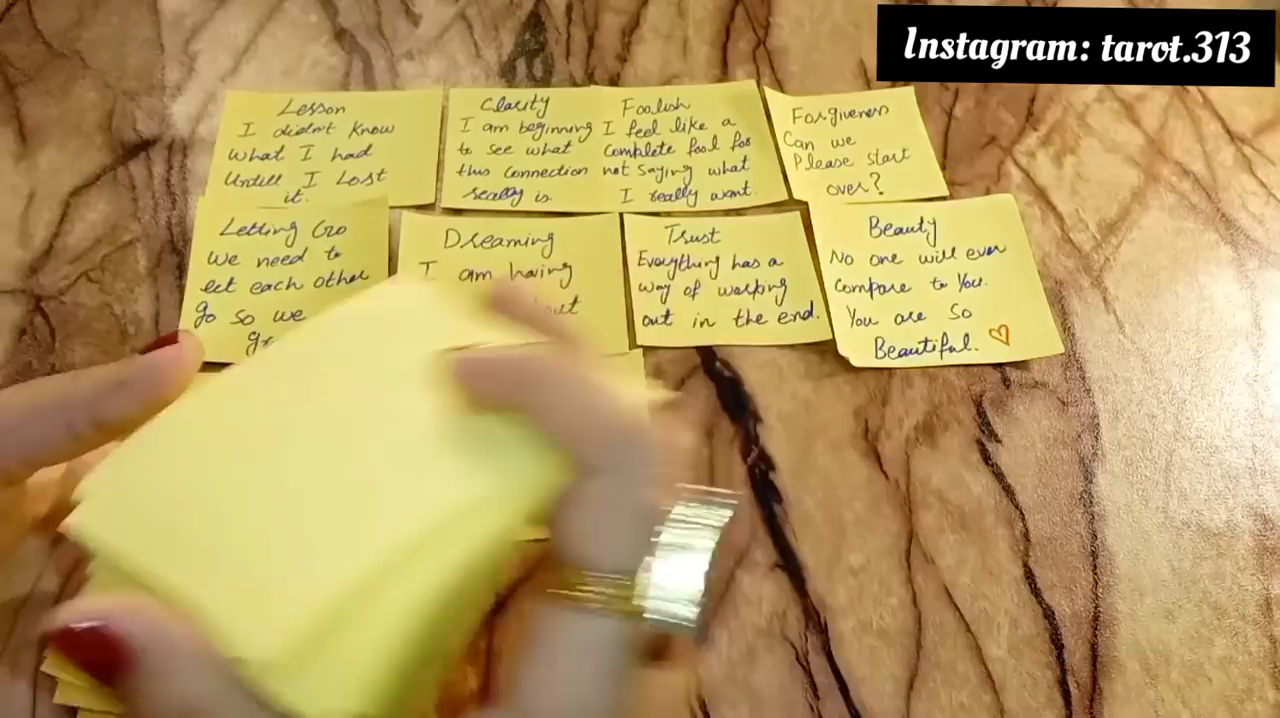 Instagram: tarot.313
Lesson
I didn't know
what I had
Untill I Lost
it.
Clarity
I am beginning
to see what
this connection
really is.
Foolish
I feel like a
Complete fool for
not saying what
I really want.
Forgiveness
Can we
Please start
over?
Letting Go
We need to
let each other
go so we
Dreaming
I am having
Trust
Everything has a
way of working
out in the end.
Beauty
No one will ever
compare to You.
You are so
Beautiful.